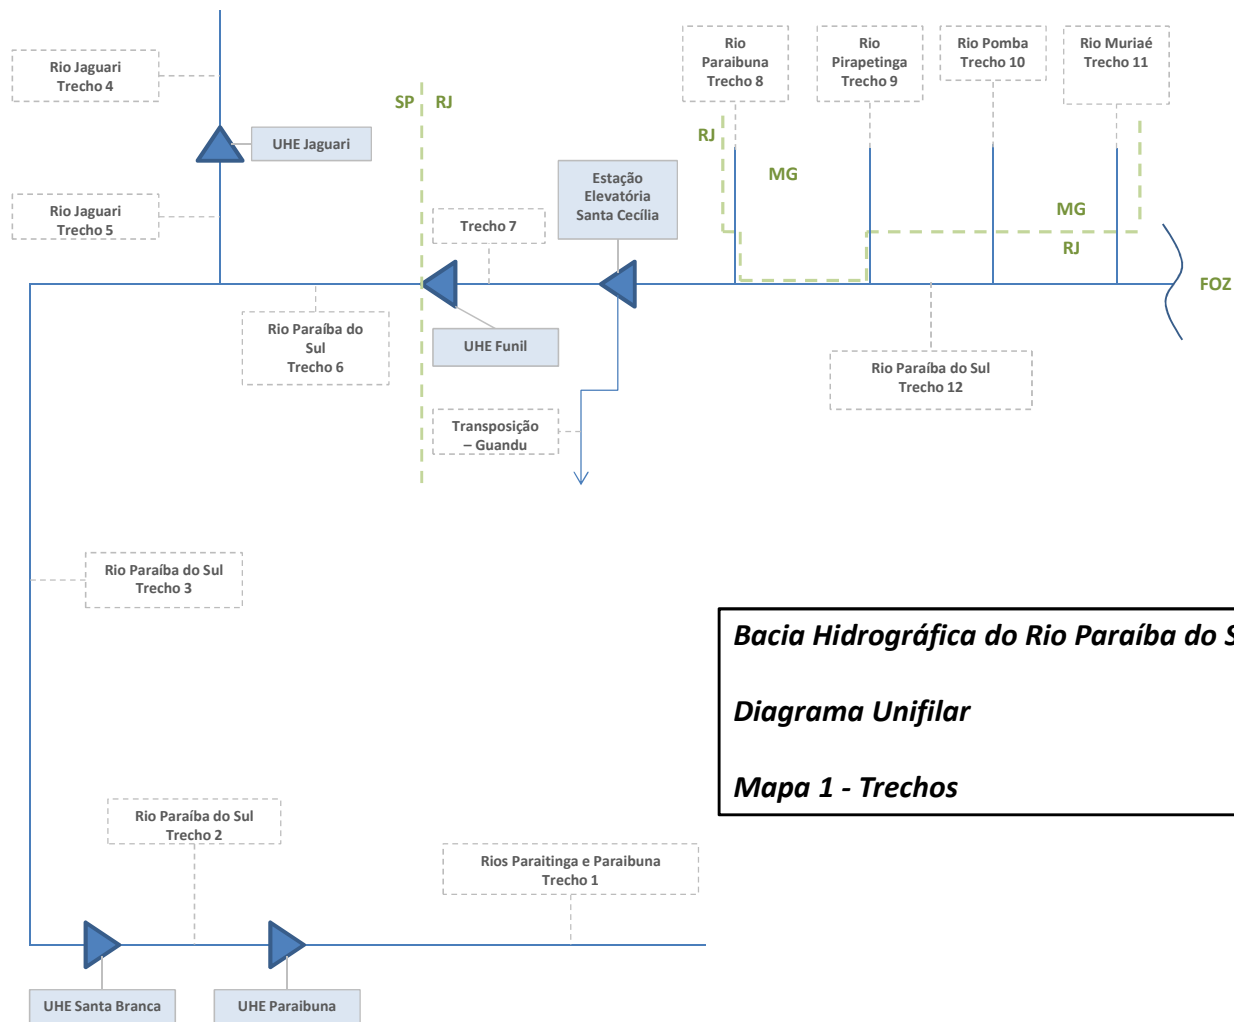 Rio Jaguari
Trecho 4
UHE Jaguari
Rio Jaguari
Trecho 5
SP
RJ
Trecho 7
Estação
Elevatória
Santa Cecília
Rio
Paraibuna
Trecho 8
Rio
Pirapetinga
Trecho 9
Rio Pomba
Trecho 10
Rio Muriaé
Trecho 11
RJ
MG
MG
RJ
FOZ
Rio Paraíba do
Sul
Trecho 6
UHE Funil
Rio Paraíba do Sul
Trecho 12
Transposição
– Guandu
Rio Paraíba do Sul
Trecho 3
Bacia Hidrográfica do Rio Paraíba do S
Diagrama Unifilar
Mapa 1 - Trechos
Rio Paraíba do Sul
Trecho 2
Rios Paraitinga e Paraibuna
Trecho 1
UHE Santa Branca
UHE Paraibuna